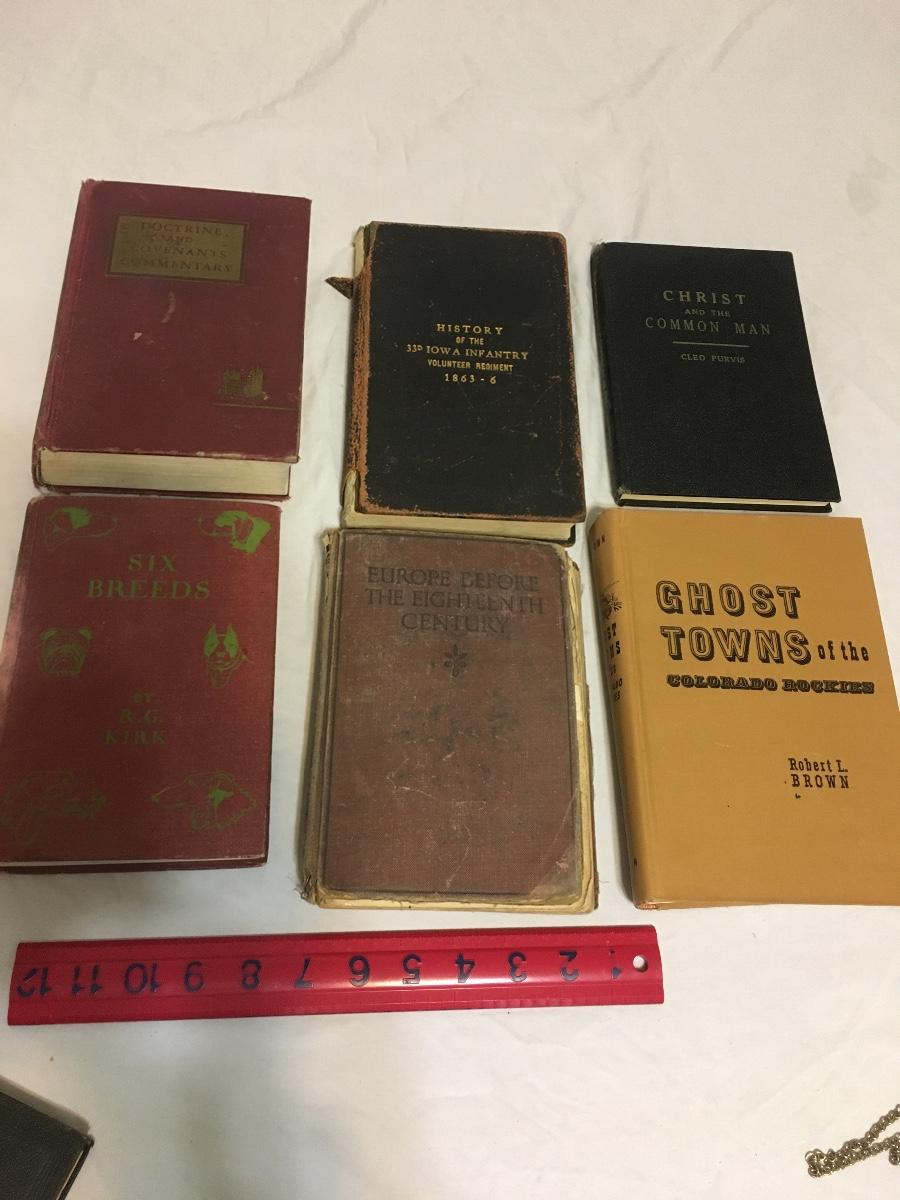 DOCTRINE
AND
COVENANTS
COMMENTARY
HISTORY
OF THE
33D IOWA INFANTRY
VOLUNTEER REGIMENT
1863-6
CHRIST
AND THE
COMMON MAN
CLEO PURVIS
SIX
BREEDS
BY
R.G.
KIRK
EUROPE BEFORE
THE EIGHTEENTH
CENTURY
GHOST
TOWNS of the
COLORADO ROCKIES
Robert L.
BROWN
12 11 10 9 8 7 6 5 4 3 2 1